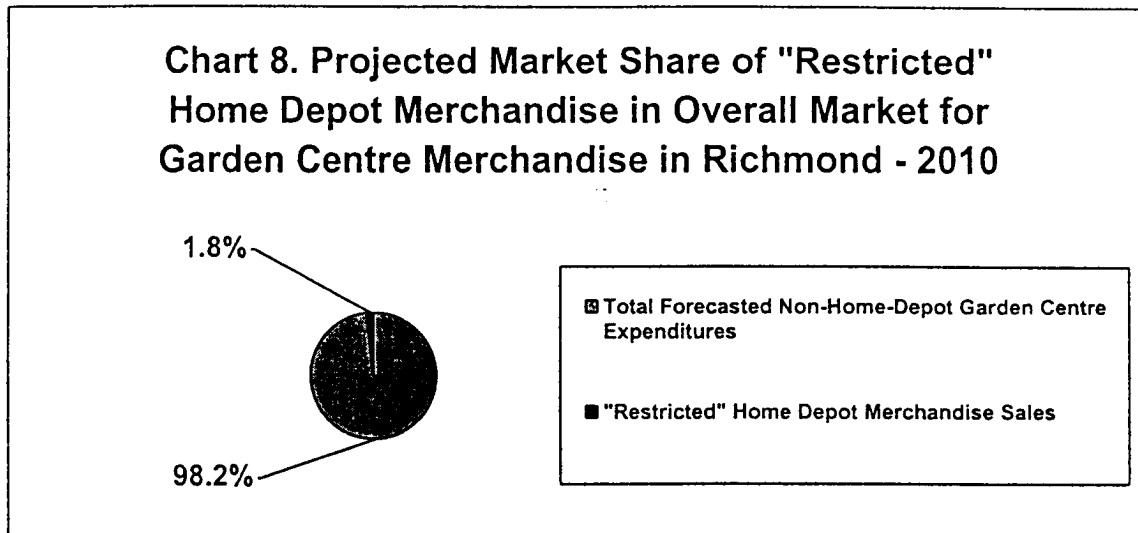 Chart 8. Projected Market Share of "Restricted"
Home Depot Merchandise in Overall Market for
Garden Centre Merchandise in Richmond - 2010
1.8%
98.2%
Total Forecasted Non-Home-Depot Garden Centre
Expenditures
"Restricted" Home Depot Merchandise Sales